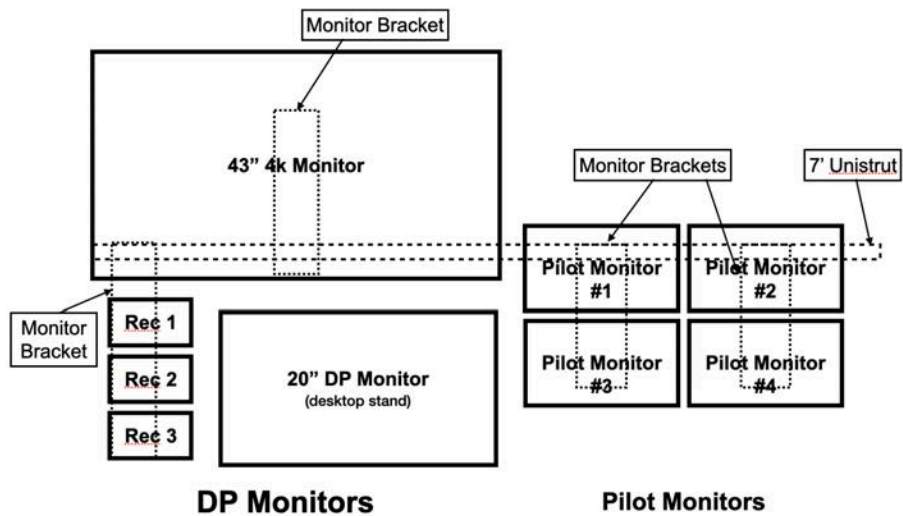 Monitor Bracket
43” 4k Monitor
Monitor Brackets
7’ Unistrut
Pilot Monitor
#1
Pilot Monitor
#2
Monitor
Bracket
Rec 1
Rec 2
Rec 3
20” DP Monitor
(desktop stand)
Pilot Monitor
#3
Pilot Monitor
#4
DP Monitors
Pilot Monitors